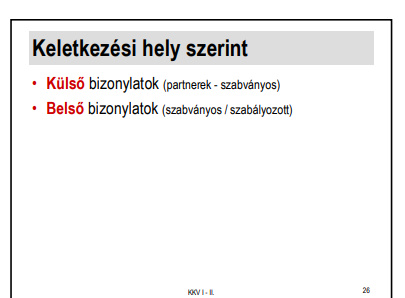 Keletkezési hely szerint
• Külső bizonylatok (partnerek - szabványos)
• Belső bizonylatok (szabványos / szabályozott)
KKV I - II.
26